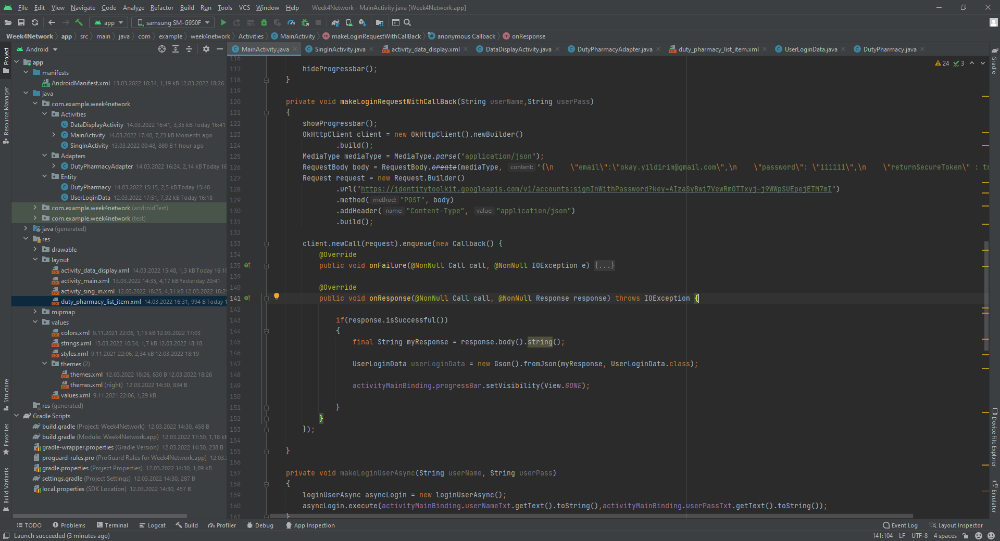 File Edit View Navigate Code Analyze Refactor Build Run Tools VCS Window Help Week4Network - MainActivity.java [Week4Network.app]
app samsung SM-G950F
Week4Network app src main java com example week4network Activities MainActivity makeLoginRequestWithCallBack anonymous Callback onResponse
Android
MainActivity.java SingInActivity.java activity_data_display.xml DataDisplayActivity.java DutyPharmacyAdapter.java duty_pharmacy_list_item.xml UserLoginData.java DutyPharmacy.java
Project
Resource Manager
Structure
Favorites
Build Variants
app
manifests
AndroidManifest.xml 13.03.2022 10:34, 1,19 kB 12.03.2022 18:26
java
com.example.week4network
Activities
DataDisplayActivity 14.03.2022 16:41, 3,35 kB Today 16:41
MainActivity 14.03.2022 17:40, 7,23 kB Moments ago
SingInActivity 13.03.2022 00:48, 889 B 1 hour ago
Adapters
DutyPharmacyAdapter 14.03.2022 16:24, 2,14 kB Today 16
Entity
DutyPharmacy 14.03.2022 15:15, 2,5 kB Today 15:48
UserLoginData 12.03.2022 17:51, 7,32 kB Today 16:18
com.example.week4network (androidTest)
com.example.week4network (test)
java (generated)
res
drawable
layout
activity_data_display.xml 14.03.2022 15:48, 1,3 kB Today 16:18
activity_main.xml 13.03.2022 14:35, 4,17 kB Yesterday 20:41
activity_sing_in.xml 12.03.2022 18:25, 4,31 kB 12.03.2022 18:2
duty_pharmacy_list_item.xml 14.03.2022 16:31, 994 B Today 1
mipmap
values
colors.xml 9.11.2021 22:06, 1,15 kB 12.03.2022 17:03
strings.xml 13.03.2022 10:34, 1,7 kB 12.03.2022 18:18
styles.xml 9.11.2021 22:06, 2,34 kB 12.03.2022 18:19
themes (2)
themes.xml 12.03.2022 18:26, 830 B 12.03.2022 18:26
themes.xml (night) 12.03.2022 14:30, 834 B
values.xml 9.11.2021 22:06, 1,29 kB
res (generated)
Gradle Scripts
build.gradle (Project: Week4Network) 12.03.2022 14:30, 458 B
build.gradle (Module: Week4Network.app) 12.03.2022 17:50, 1,18 kB
gradle-wrapper.properties (Gradle Version) 12.03.2022 14:30, 238 B
proguard-rules.pro (ProGuard Rules for Week4Network.app) 12.03.
gradle.properties (Project Properties) 12.03.2022 14:30, 1,09 kB
settings.gradle (Project Settings) 12.03.2022 14:30, 287 B
local.properties (SDK Location) 12.03.2022 14:30, 457 B
24 3
116
117 hideProgressbar();
118 }
119
120 private void makeLoginRequestWithCallBack(String userName,String userPass)
121 {
122 showProgressbar();
123 OkHttpClient client = new OkHttpClient().newBuilder()
124 .build();
125 MediaType mediaType = MediaType.parse("application/json");
126 RequestBody body = RequestBody.create(mediaType, content: "{\n    \"email\":\"okay.yildirim@gmail.com\",\n    \"password\": \"111111\",\n    \"returnSecureToken\" : tr
127 Request request = new Request.Builder()
128 .url("https://identitytoolkit.googleapis.com/v1/accounts:signInWithPassword?key=AIzaSyBwi7VewRmOTTxyj-j9WWpSUEpejETM7mI")
129 .method( method: "POST", body)
130 .addHeader( name: "Content-Type", value: "application/json")
131 .build();
132
133 client.newCall(request).enqueue(new Callback() {
134 @Override
135 public void onFailure(@NonNull Call call, @NonNull IOException e) {...}
139
140 @Override
141 public void onResponse(@NonNull Call call, @NonNull Response response) throws IOException {
142
143 if(response.isSuccessful())
144 {
145 final String myResponse = response.body().string();
146
147 UserLoginData userLoginData = new Gson().fromJson(myResponse, UserLoginData.class);
148
149 activityMainBinding.progressBar.setVisibility(View.GONE);
150
151 }
152 }
153 });
154
155 }
156
157 private void makeLoginUserAsync(String userName, String userPass)
158 {
159 loginUserAsync asyncLogin = new loginUserAsync();
160 asyncLogin.execute(activityMainBinding.userNameTxt.getText().toString(),activityMainBinding.userPassTxt.getText().toString());
161 }
Gradle
Device File Explorer
Emulator
TODO Problems Terminal Logcat Build Profiler Debug App Inspection Event Log Layout Inspector
Launch succeeded (3 minutes ago) 141:104 LF UTF-8 4 spaces